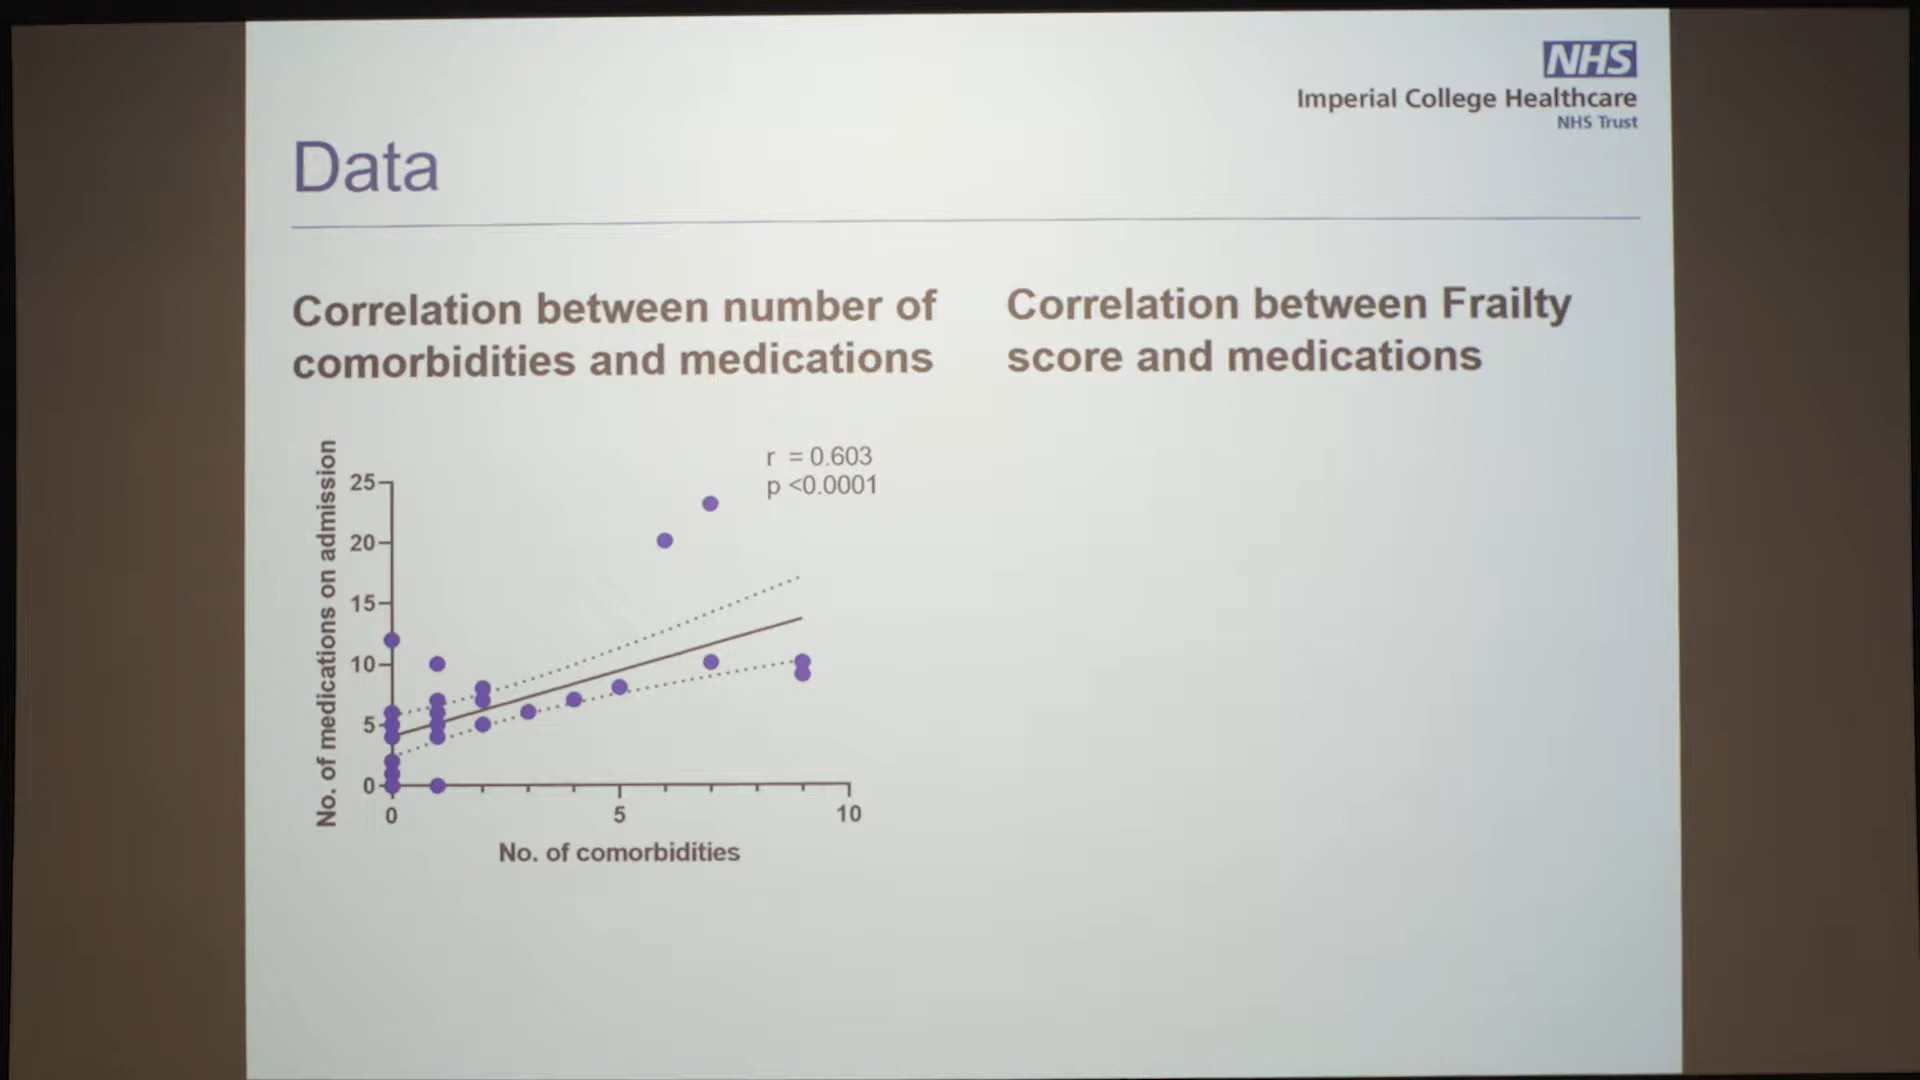 NHS
Imperial College Healthcare
NHS Trust
Data
Correlation between number of
comorbidities and medications
Correlation between Frailty
score and medications
No. of medications on admission
r = 0.603
p <0.0001
25
20
15
10
5
0
0
5
10
No. of comorbidities